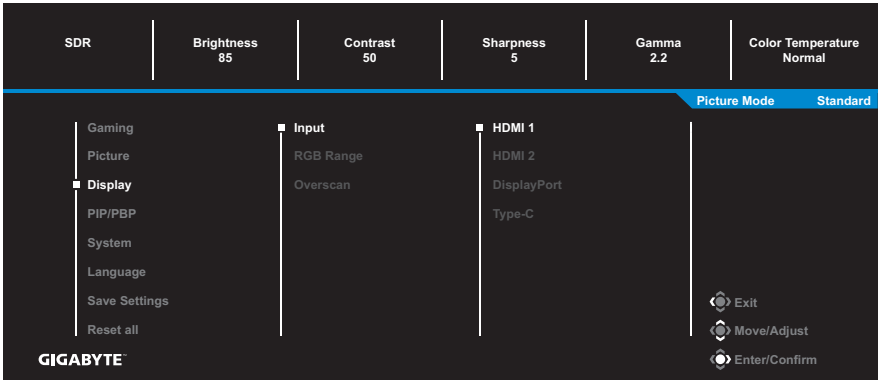 SDR Brightness Contrast Sharpness Gamma Color Temperature
85 50 5 2.2 Normal
Picture Mode Standard
Gaming Input HDMI 1
Picture RGB Range HDMI 2
Display Overscan DisplayPort
PIP/PBP Type-C
System
Language
Save Settings Exit
Reset all Move/Adjust
GIGABYTE™ Enter/Confirm